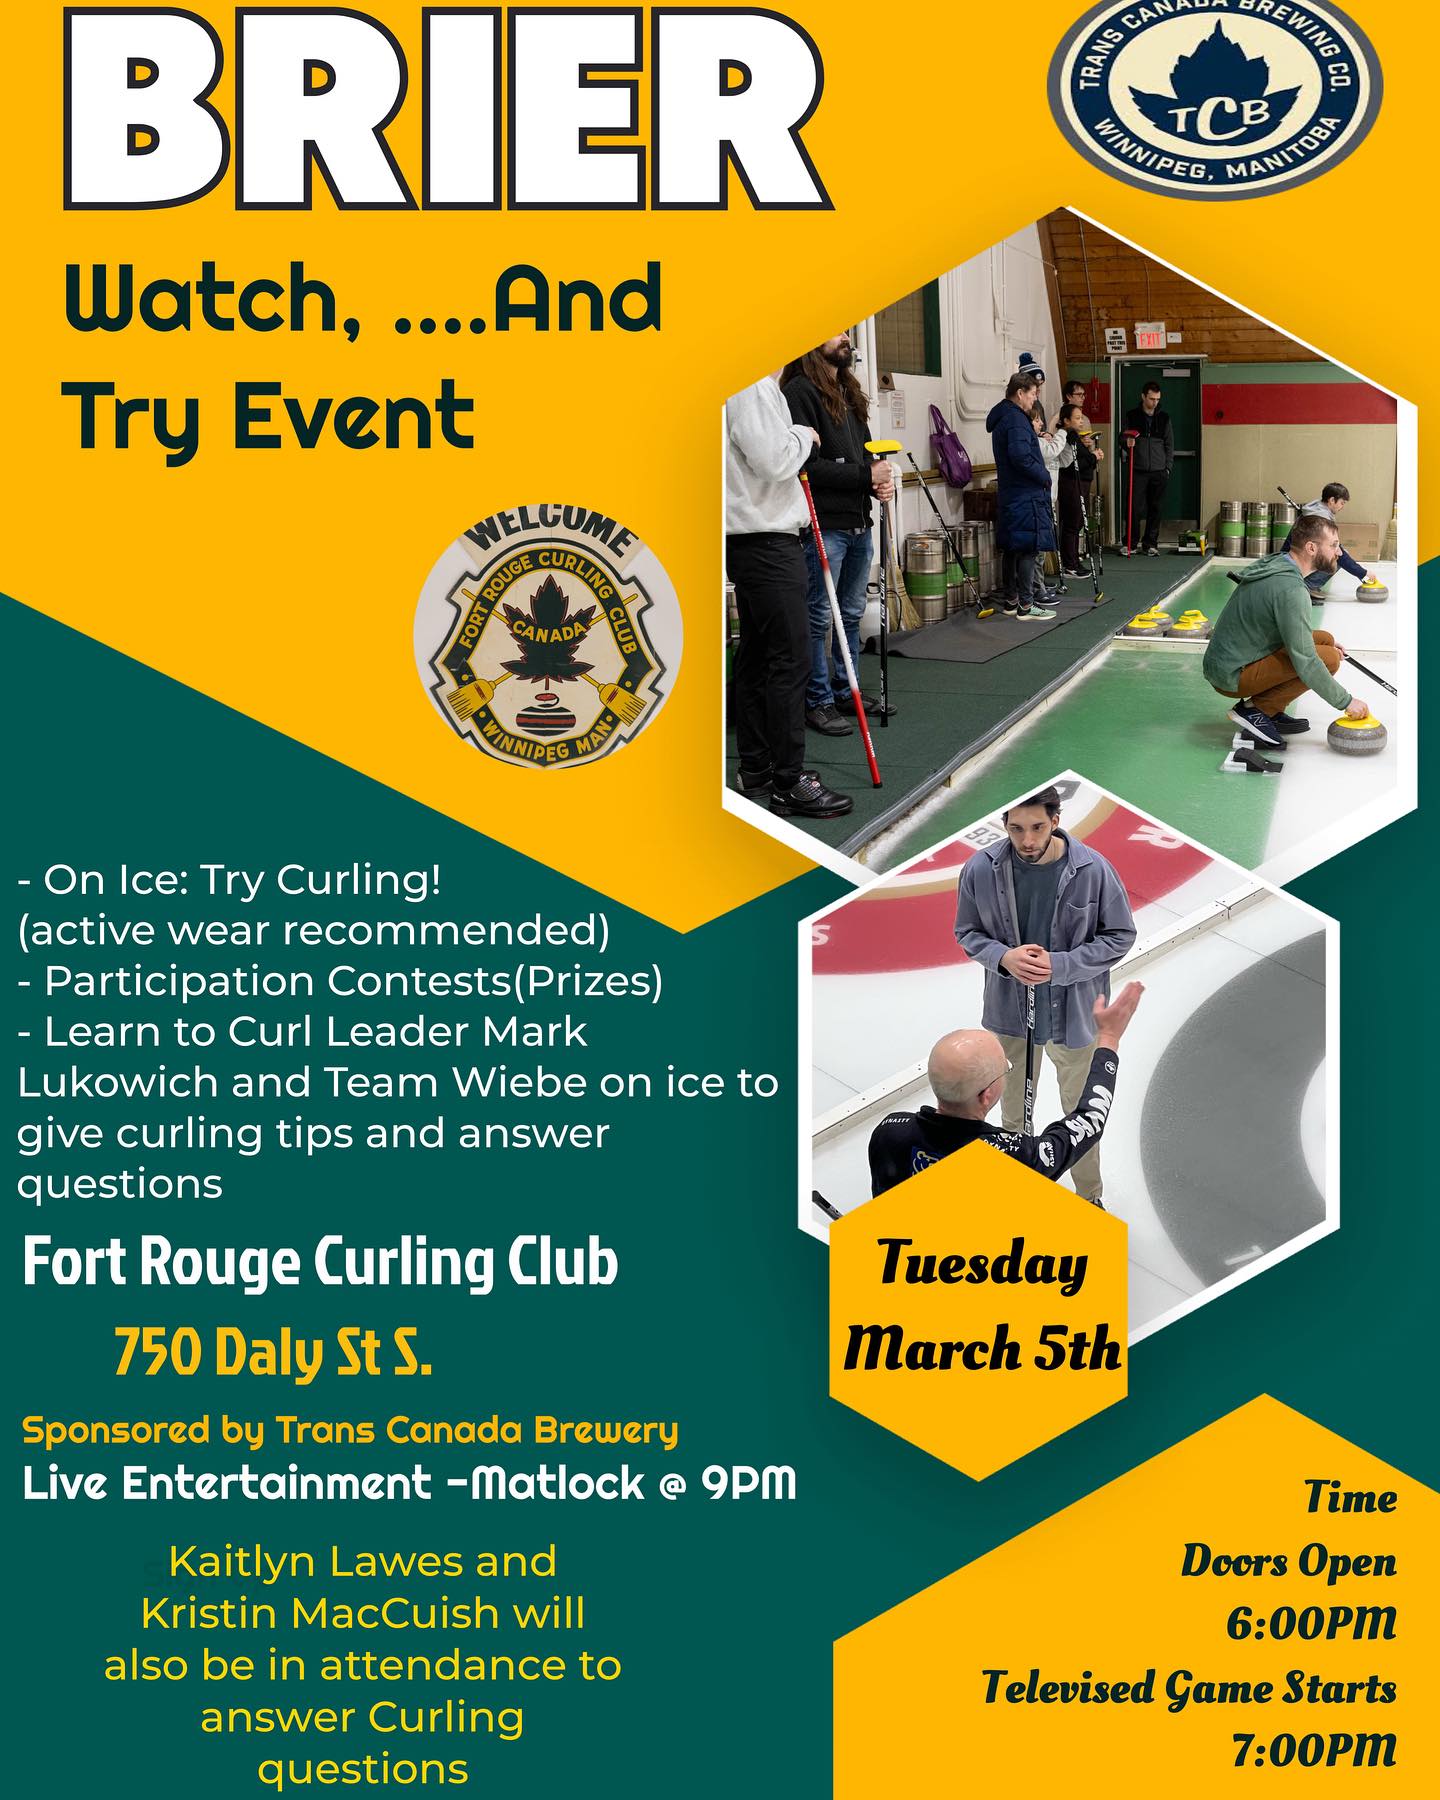 BRIER
TRANS CANADA BREWING CO.
TCB
WINNIPEG, MANITOBA
Watch, ....And
Try Event
EXIT
WELCOME
FORT ROUGE CURLING CLUB
CANADA
WINNIPEG MAN
93
R
s
- On Ice: Try Curling!
(active wear recommended)
- Participation Contests(Prizes)
- Learn to Curl Leader Mark
Lukowich and Team Wiebe on ice to
give curling tips and answer
questions
Hardline
hardline
DYNASTY
Fort Rouge Curling Club
750 Daly St S.
Sponsored by Trans Canada Brewery
Live Entertainment -Matlock @ 9PM
Kaitlyn Lawes and
Kristin MacCuish will
also be in attendance to
answer Curling
questions
Tuesday
March 5th
Time
Doors Open
6:00PM
Televised Game Starts
7:00PM